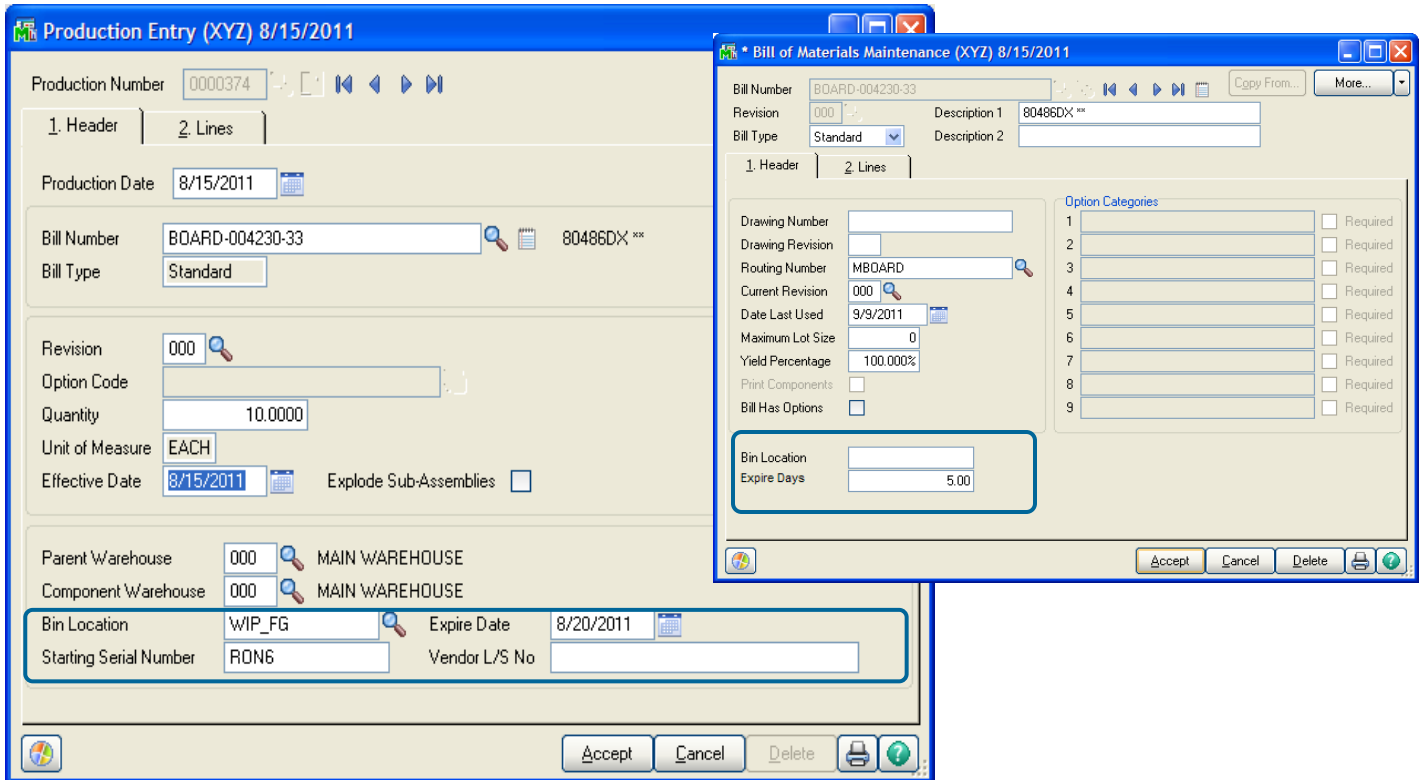 Production Entry (XYZ) 8/15/2011
Production Number 0000374
1. Header 2. Lines
Production Date 8/15/2011
Bill Number BOARD-004230-33 80486DX **
Bill Type Standard
Revision 000
Option Code
Quantity 10.0000
Unit of Measure EACH
Effective Date 8/15/2011 Explode Sub-Assemblies
Parent Warehouse 000 MAIN WAREHOUSE
Component Warehouse 000 MAIN WAREHOUSE
Bin Location WIP_FG Expire Date 8/20/2011
Starting Serial Number RON6 Vendor L/S No
Accept Cancel Delete
* Bill of Materials Maintenance (XYZ) 8/15/2011
Bill Number BOARD-004230-33 Copy From... More...
Revision 000 Description 1 80486DX **
Bill Type Standard Description 2
1. Header 2. Lines
Drawing Number
Drawing Revision
Routing Number MBOARD
Current Revision 000
Date Last Used 9/9/2011
Maximum Lot Size 0
Yield Percentage 100.000%
Print Components
Bill Has Options
Option Categories
1 Required
2 Required
3 Required
4 Required
5 Required
6 Required
7 Required
8 Required
9 Required
Bin Location
Expire Days 5.00
Accept Cancel Delete